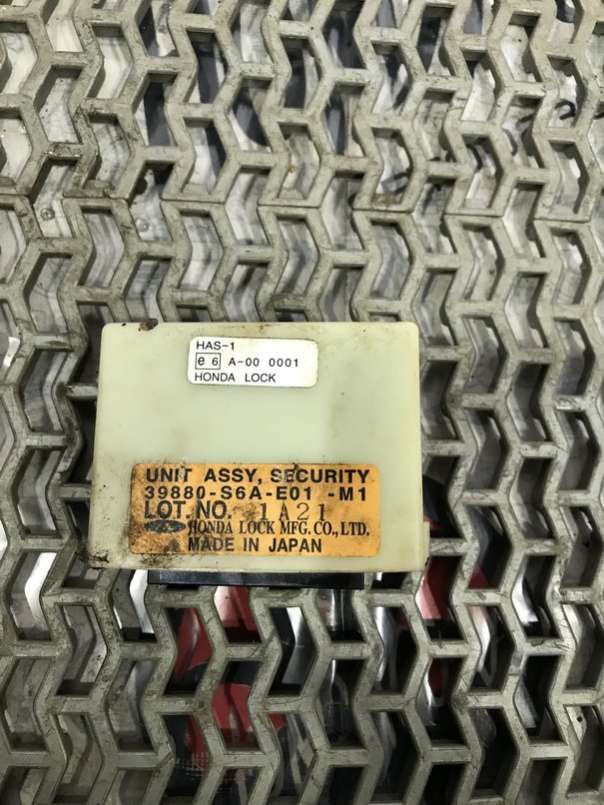 HAS-1
e 6 A-00 0001
HONDA LOCK
UNIT ASSY, SECURITY
39880-S6A-E01 -M1
LOT. NO. 1A21
HONDA LOCK MFG. CO., LTD.
MADE IN JAPAN